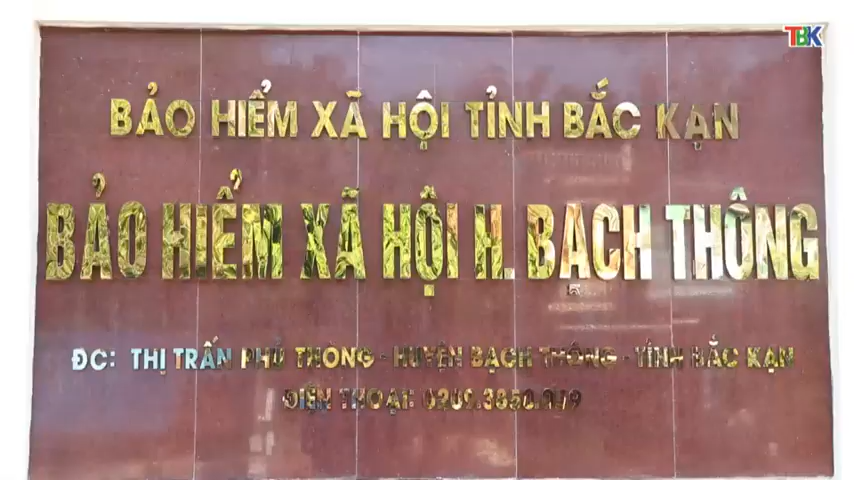 TBK
BẢO HIỂM XÃ HỘI TỈNH BẮC KẠN
BẢO HIỂM XÃ HỘI H. BẠCH THÔNG
ĐC: THỊ TRẤN PHỦ THÔNG - HUYỆN BẠCH THÔNG - TỈNH BẮC KẠN
ĐIỆN THOẠI: